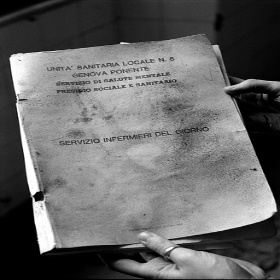 UNITA' SANITARIA LOCALE N. 8
GENOVA PONENTE
SERVIZIO DI SALUTE MENTALE
PRESIDIO SOCIALE E SANITARIO
SERVIZIO INFERMIERI DEL GIORNO